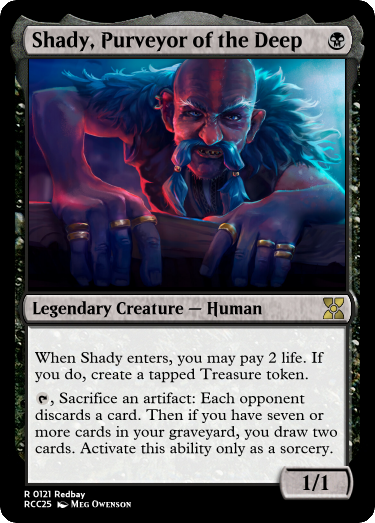 Shady, Purveyor of the Deep
Legendary Creature — Human
When Shady enters, you may pay 2 life. If
you do, create a tapped Treasure token.
, Sacrifice an artifact: Each opponent
discards a card. Then if you have seven or
more cards in your graveyard, you draw two
cards. Activate this ability only as a sorcery.
1/1
R 0121 Redbay
RCC25 Meg Owenson